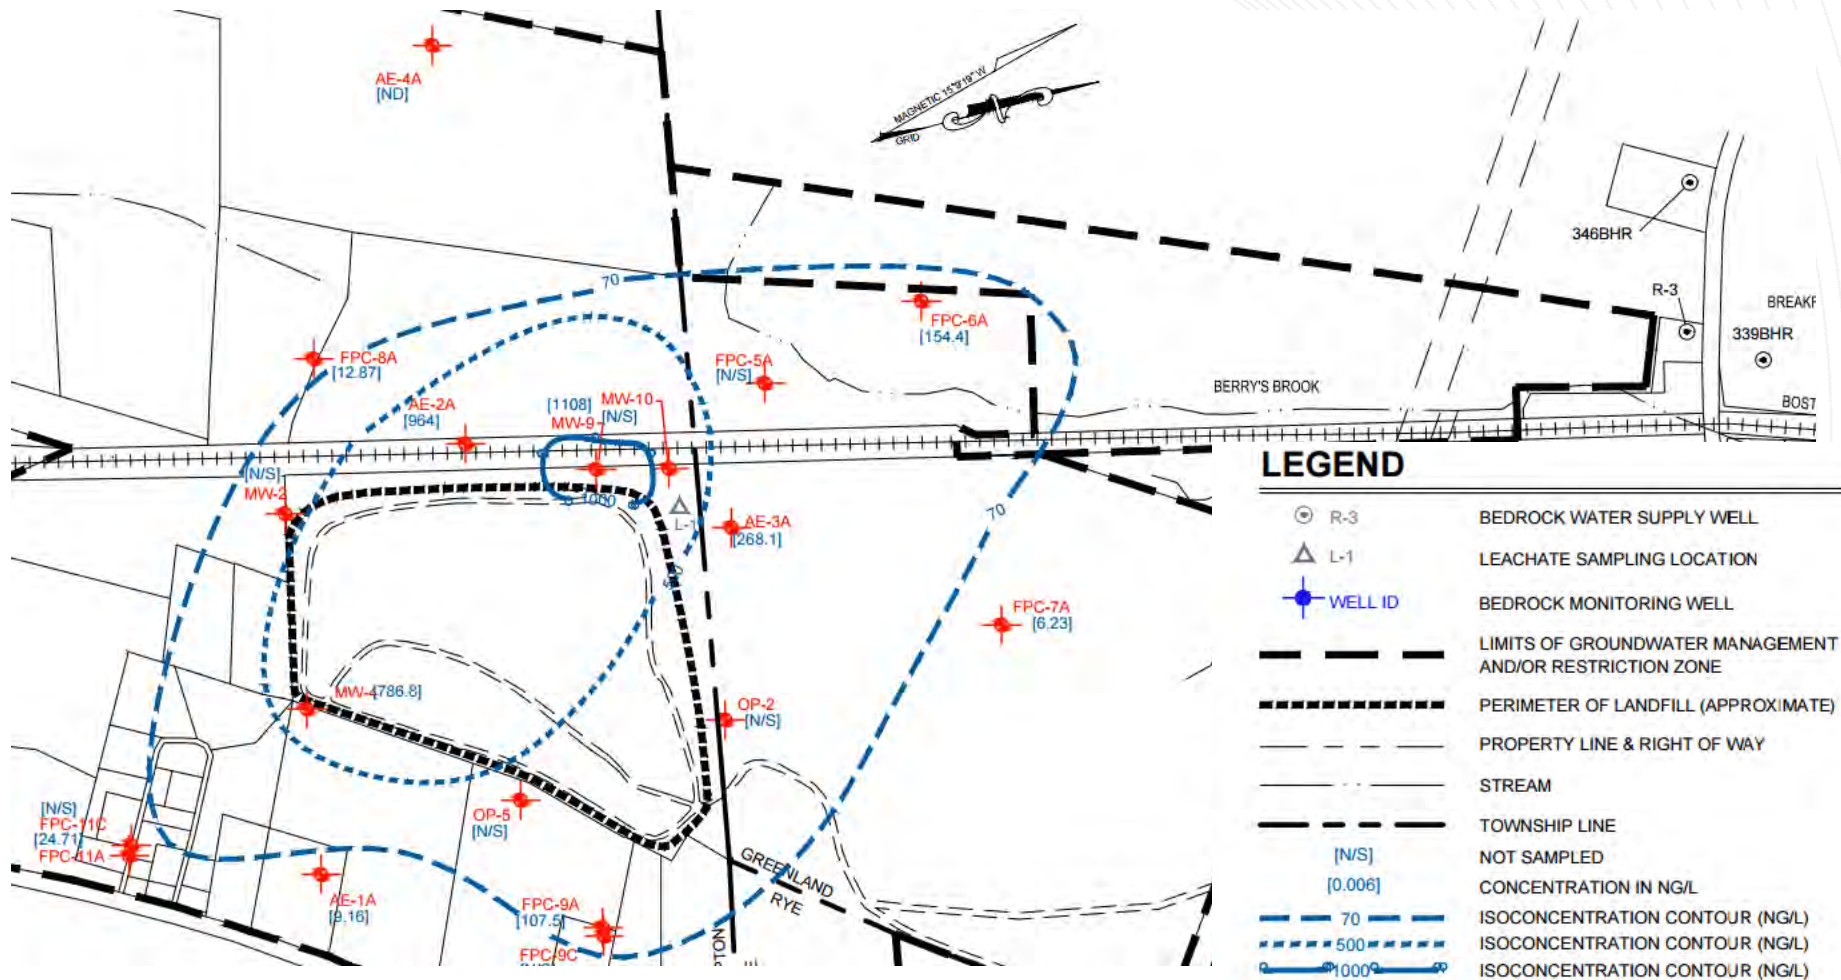 AE-4A
[ND]
MAGNETIC 15°9'19" W
GRID
346BHR
R-3
BREAKF
339BHR
70
FPC-6A
[154.4]
FPC-8A
[12.87]
FPC-5A
[N/S]
BERRY'S BROOK
BOST
AE-2A
[964]
[1108]
MW-10
[N/S]
MW-9
[N/S]
MW-2
1000
L-1
AE-3A
[268.1]
70
FPC-7A
[6.23]
MW-4
[786.8]
OP-2
[N/S]
OP-5
[N/S]
[N/S]
FPC-11C
[24.71]
FPC-11A
AE-1A
[9.16]
FPC-9A
[107.5]
FPC-9C
GREENLAND
RYE
LEGEND
R-3 BEDROCK WATER SUPPLY WELL
L-1 LEACHATE SAMPLING LOCATION
WELL ID BEDROCK MONITORING WELL
LIMITS OF GROUNDWATER MANAGEMENT
AND/OR RESTRICTION ZONE
PERIMETER OF LANDFILL (APPROXIMATE)
PROPERTY LINE & RIGHT OF WAY
STREAM
TOWNSHIP LINE
[N/S] NOT SAMPLED
[0.006] CONCENTRATION IN NG/L
70 ISOCONCENTRATION CONTOUR (NG/L)
500 ISOCONCENTRATION CONTOUR (NG/L)
1000 ISOCONCENTRATION CONTOUR (NG/L)